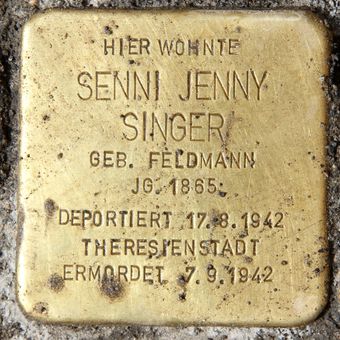 HIER WOHNTE
SENNI JENNY
SINGER
GEB. FELDMANN
JG. 1865
DEPORTIERT 17.8.1942
THERESIENSTADT
ERMORDET 7.9.1942